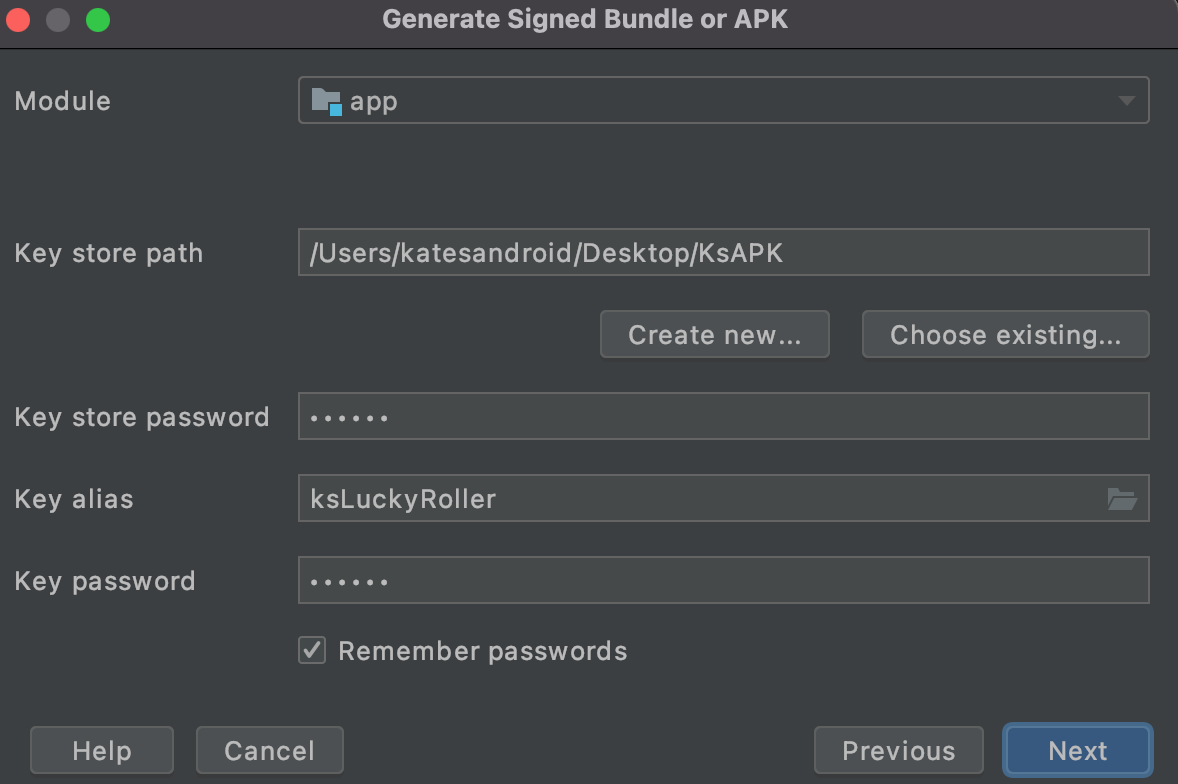 Generate Signed Bundle or APK
Module
app
Key store path
/Users/katesandroid/Desktop/KsAPK
Create new...
Choose existing...
Key store password
••••••
Key alias
ksLuckyRoller
Key password
••••••
Remember passwords
Help
Cancel
Previous
Next